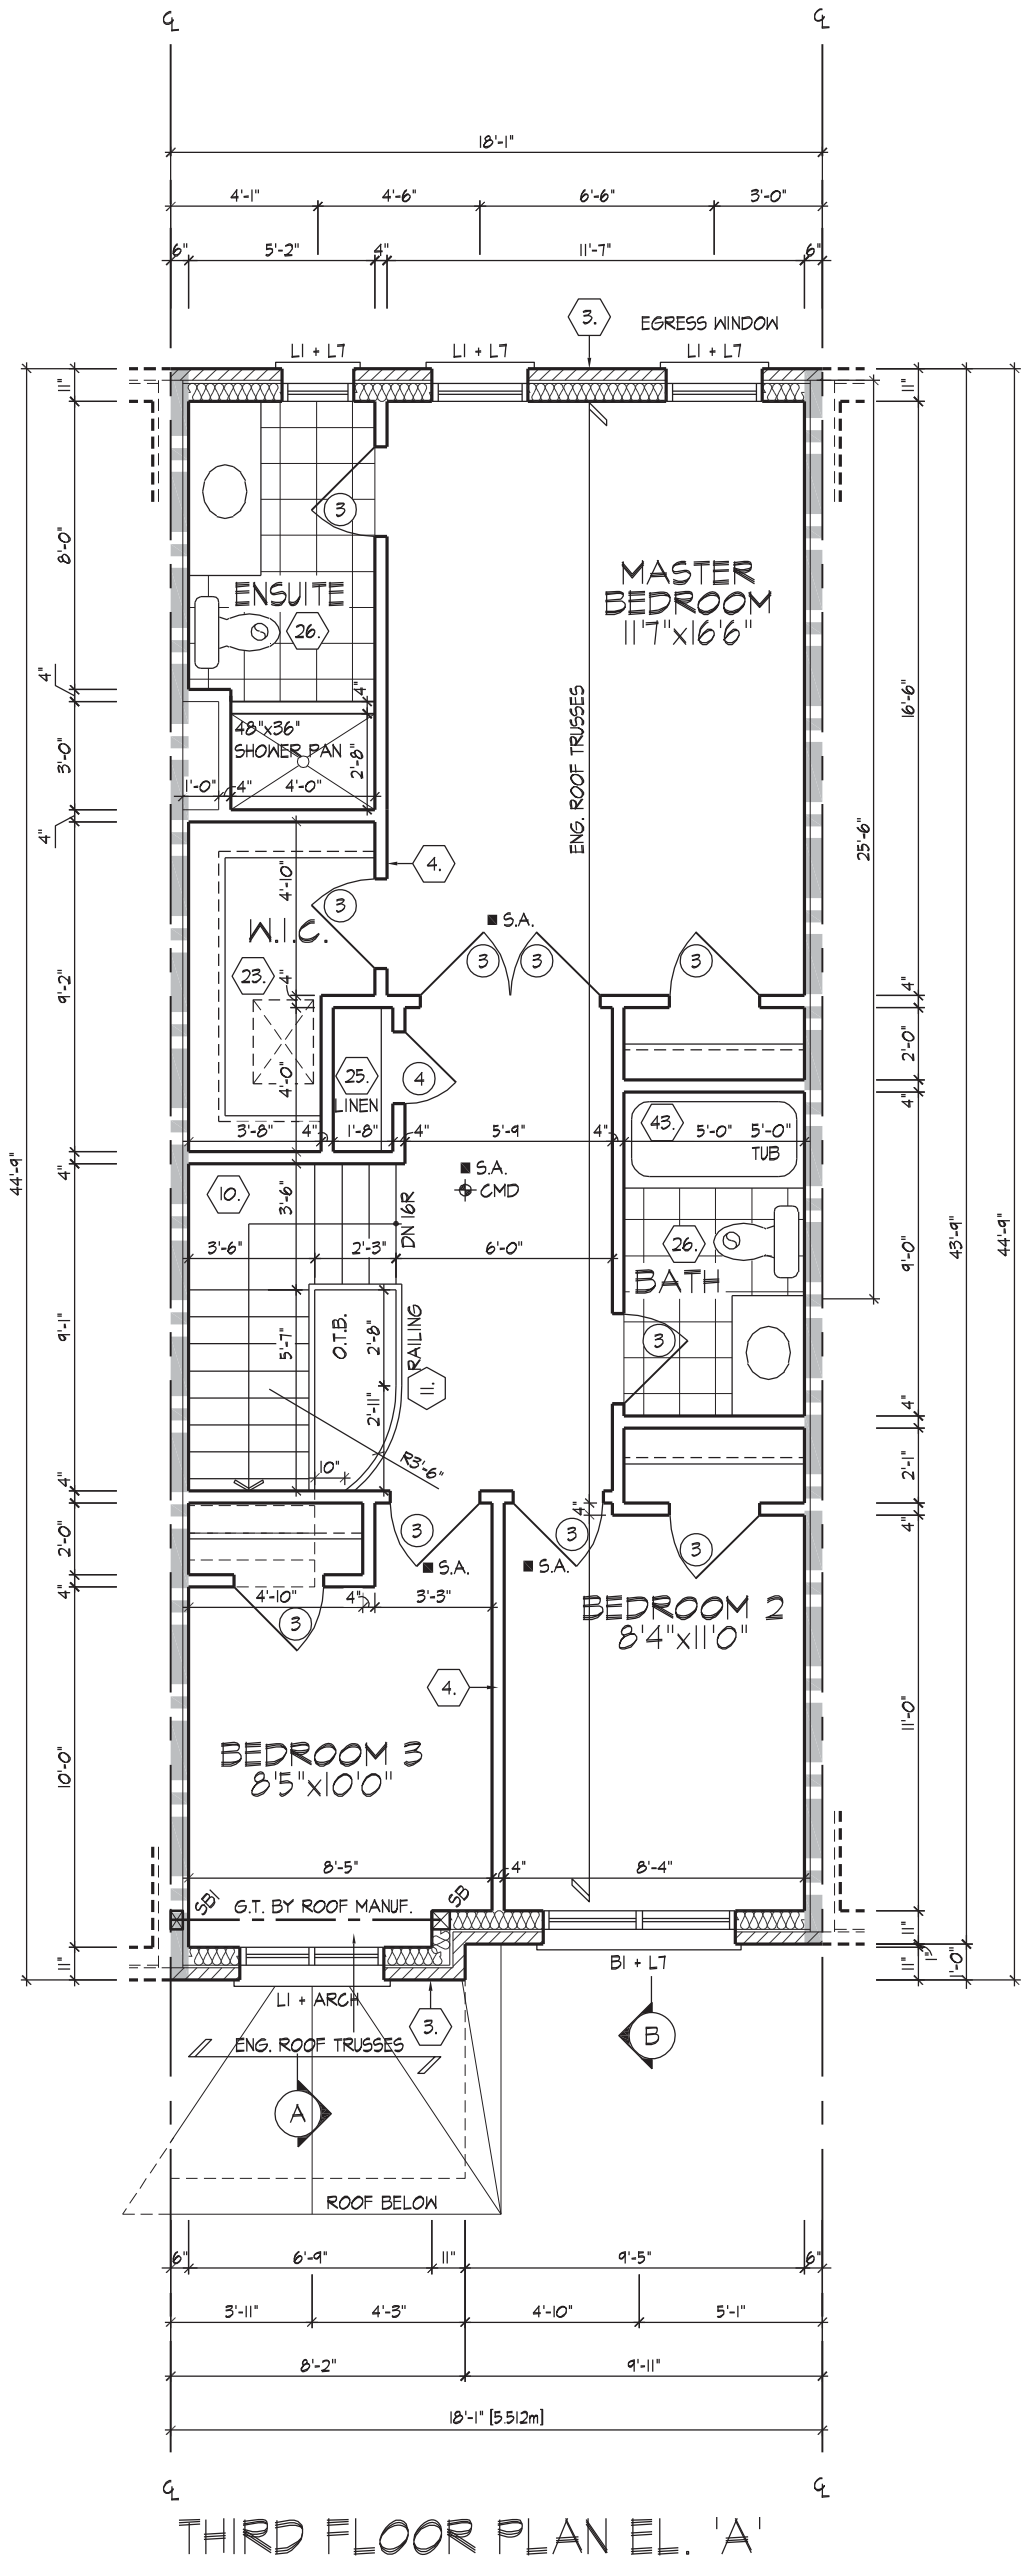 ℄ ℄
18'-1"
4'-1" 4'-6" 6'-6" 3'-0"
6" 5'-2" 4" 11'-7" 6"
3. EGRESS WINDOW
L1 + L7 L1 + L7 L1 + L7
11" 11"
3
8'-0"
MASTER
BEDROOM
11'7"x16'6"
ENSUITE
26.
4" 4"
16'-6"
ENG. ROOF TRUSSES
48"x36"
SHOWER PAN
3'-0" 2'-8"
1'-0" 4" 4'-0"
4"
25'-6"
4.
4'-10"
3
S.A.
W.I.C.
3 3 3
23.
9'-2" 4" 4"
25. 4
4'-0" 2'-0"
LINEN
4"
43.
3'-8" 4" 1'-8" 4" 5'-9" 4" 5'-0" 5'-0"
TUB
44'-9" 4"
S.A.
CMD
10.
3'-6" DN 16R
43'-9" 44'-9"
3'-6" 2'-3" 6'-0" 26. 9'-0"
BATH
9'-1" 5'-7" O.T.B. 2'-8" RAILING
3
11.
2'-11" 4"
R3'-6"
10"
4" 2'-1"
4"
3 3 3
2'-0" 4"
S.A. S.A.
4" 4'-10" 4" 3'-3"
3
BEDROOM 2
8'4"x11'0"
4.
11'-0"
BEDROOM 3
8'5"x10'0"
10'-0"
8'-5" 4" 8'-4"
SB1 G.T. BY ROOF MANUF. SB
11" 11" 11" 1" 1'-0"
B1 + L7
L1 + ARCH
3.
B
ENG. ROOF TRUSSES
A
ROOF BELOW
6" 6'-9" 11" 9'-5" 6"
3'-11" 4'-3" 4'-10" 5'-1"
8'-2" 9'-11"
18'-1" [5.512m]
℄ ℄
THIRD FLOOR PLAN EL. 'A'